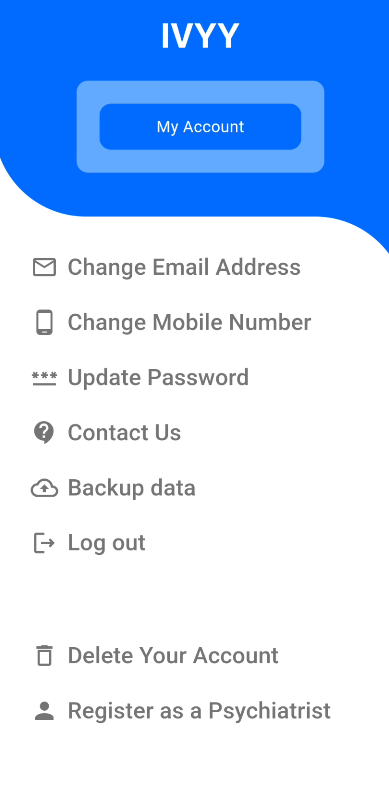 IVYY
My Account
Change Email Address
Change Mobile Number
Update Password
Contact Us
Backup data
Log out
Delete Your Account
Register as a Psychiatrist